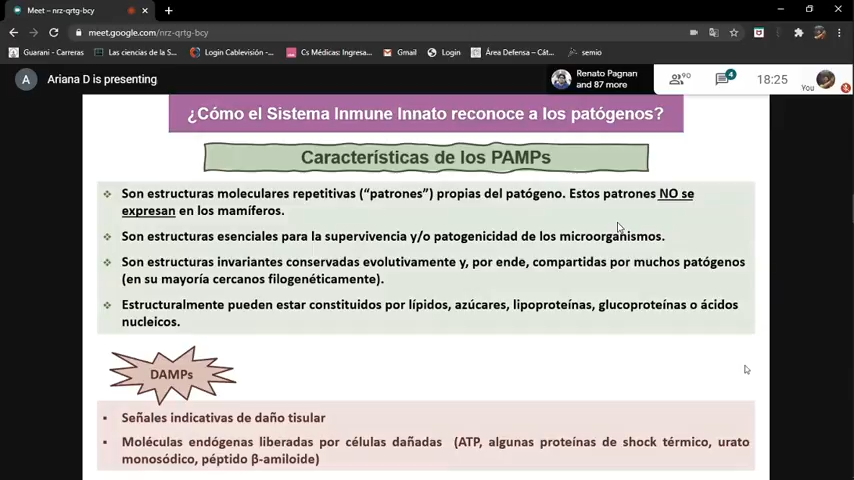 Meet – nrz-qrtg-bcy
meet.google.com/nrz-qrtg-bcy
Guarani - Carreras
Las ciencias de la S...
Login Cablevisión...
Cs Médicas: Ingresa...
Gmail
Login
Área Defensa – Cát...
semio
A
Ariana D is presenting
Renato Pagnan
and 87 more
90
4
18:25
You
¿Cómo el Sistema Inmune Innato reconoce a los patógenos?
Características de los PAMPs
Son estructuras moleculares repetitivas (“patrones”) propias del patógeno. Estos patrones NO se
expresan en los mamíferos.
Son estructuras esenciales para la supervivencia y/o patogenicidad de los microorganismos.
Son estructuras invariantes conservadas evolutivamente y, por ende, compartidas por muchos patógenos
(en su mayoría cercanos filogenéticamente).
Estructuralmente pueden estar constituidos por lípidos, azúcares, lipoproteínas, glucoproteínas o ácidos
nucleicos.
DAMPs
Señales indicativas de daño tisular
Moléculas endógenas liberadas por células dañadas (ATP, algunas proteínas de shock térmico, urato
monosódico, péptido β-amiloide)